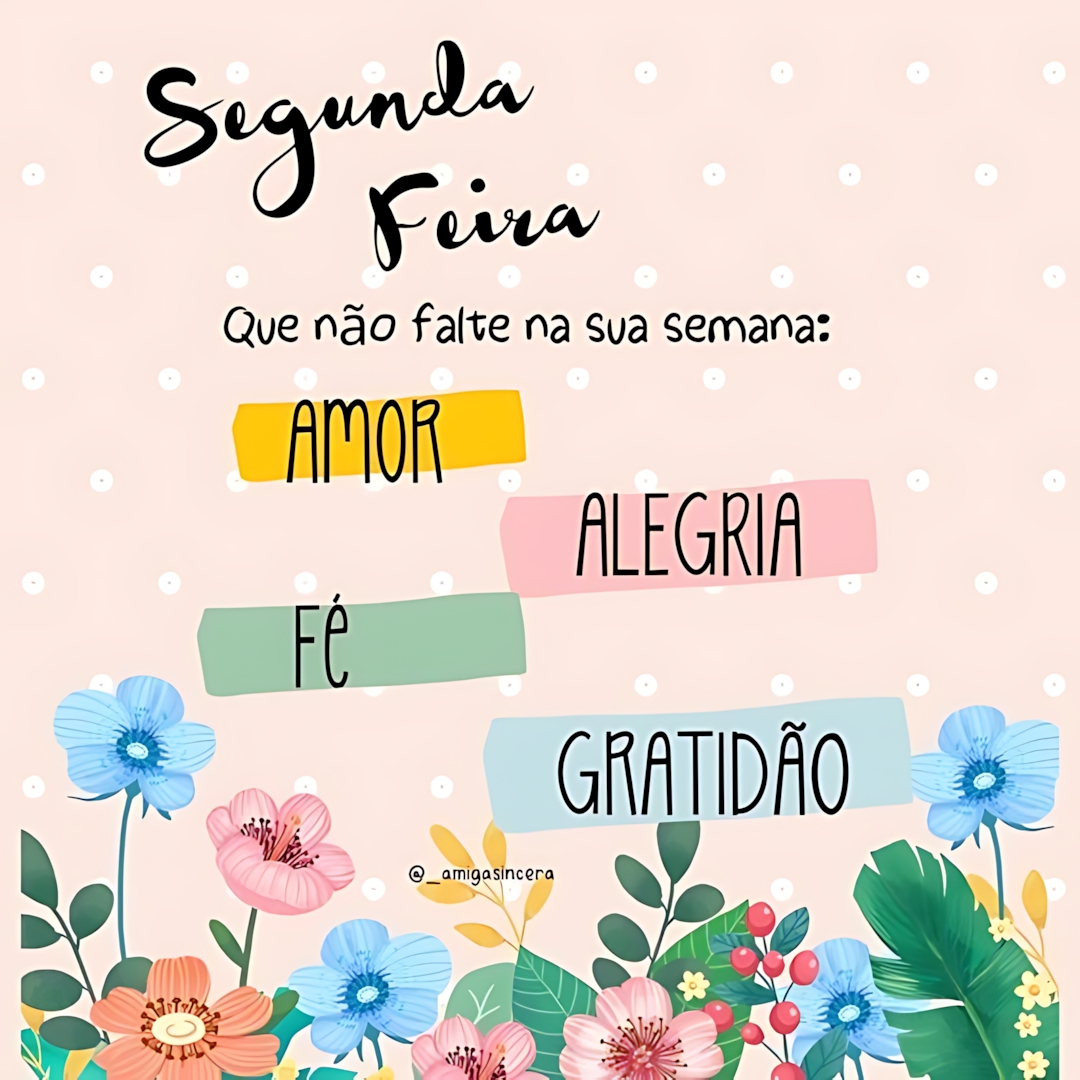 Segunda
Feira
Que não falte na sua semana:
AMOR
ALEGRIA
FÉ
GRATIDÃO
@_amigasincera